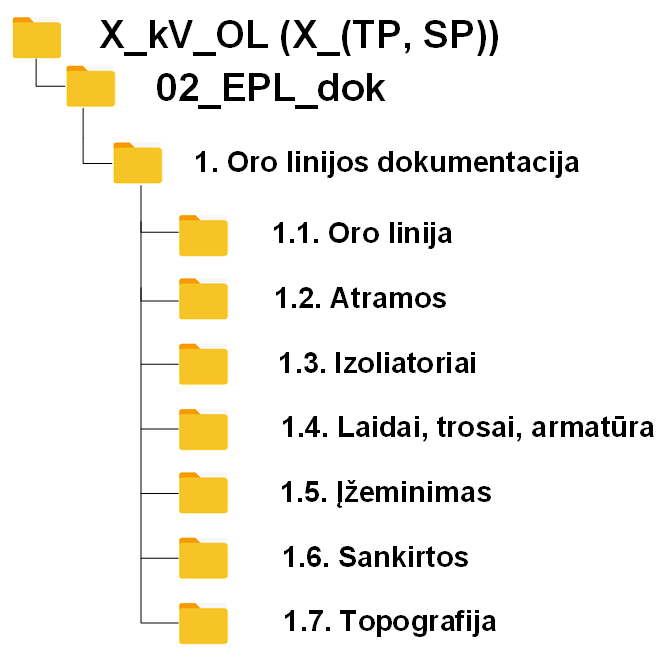 X_kV_OL (X_(TP, SP))
02_EPL_dok
1. Oro linijos dokumentacija
1.1. Oro linija
1.2. Atramos
1.3. Izoliatoriai
1.4. Laidai, trosai, armatūra
1.5. Įžeminimas
1.6. Sankirtos
1.7. Topografija